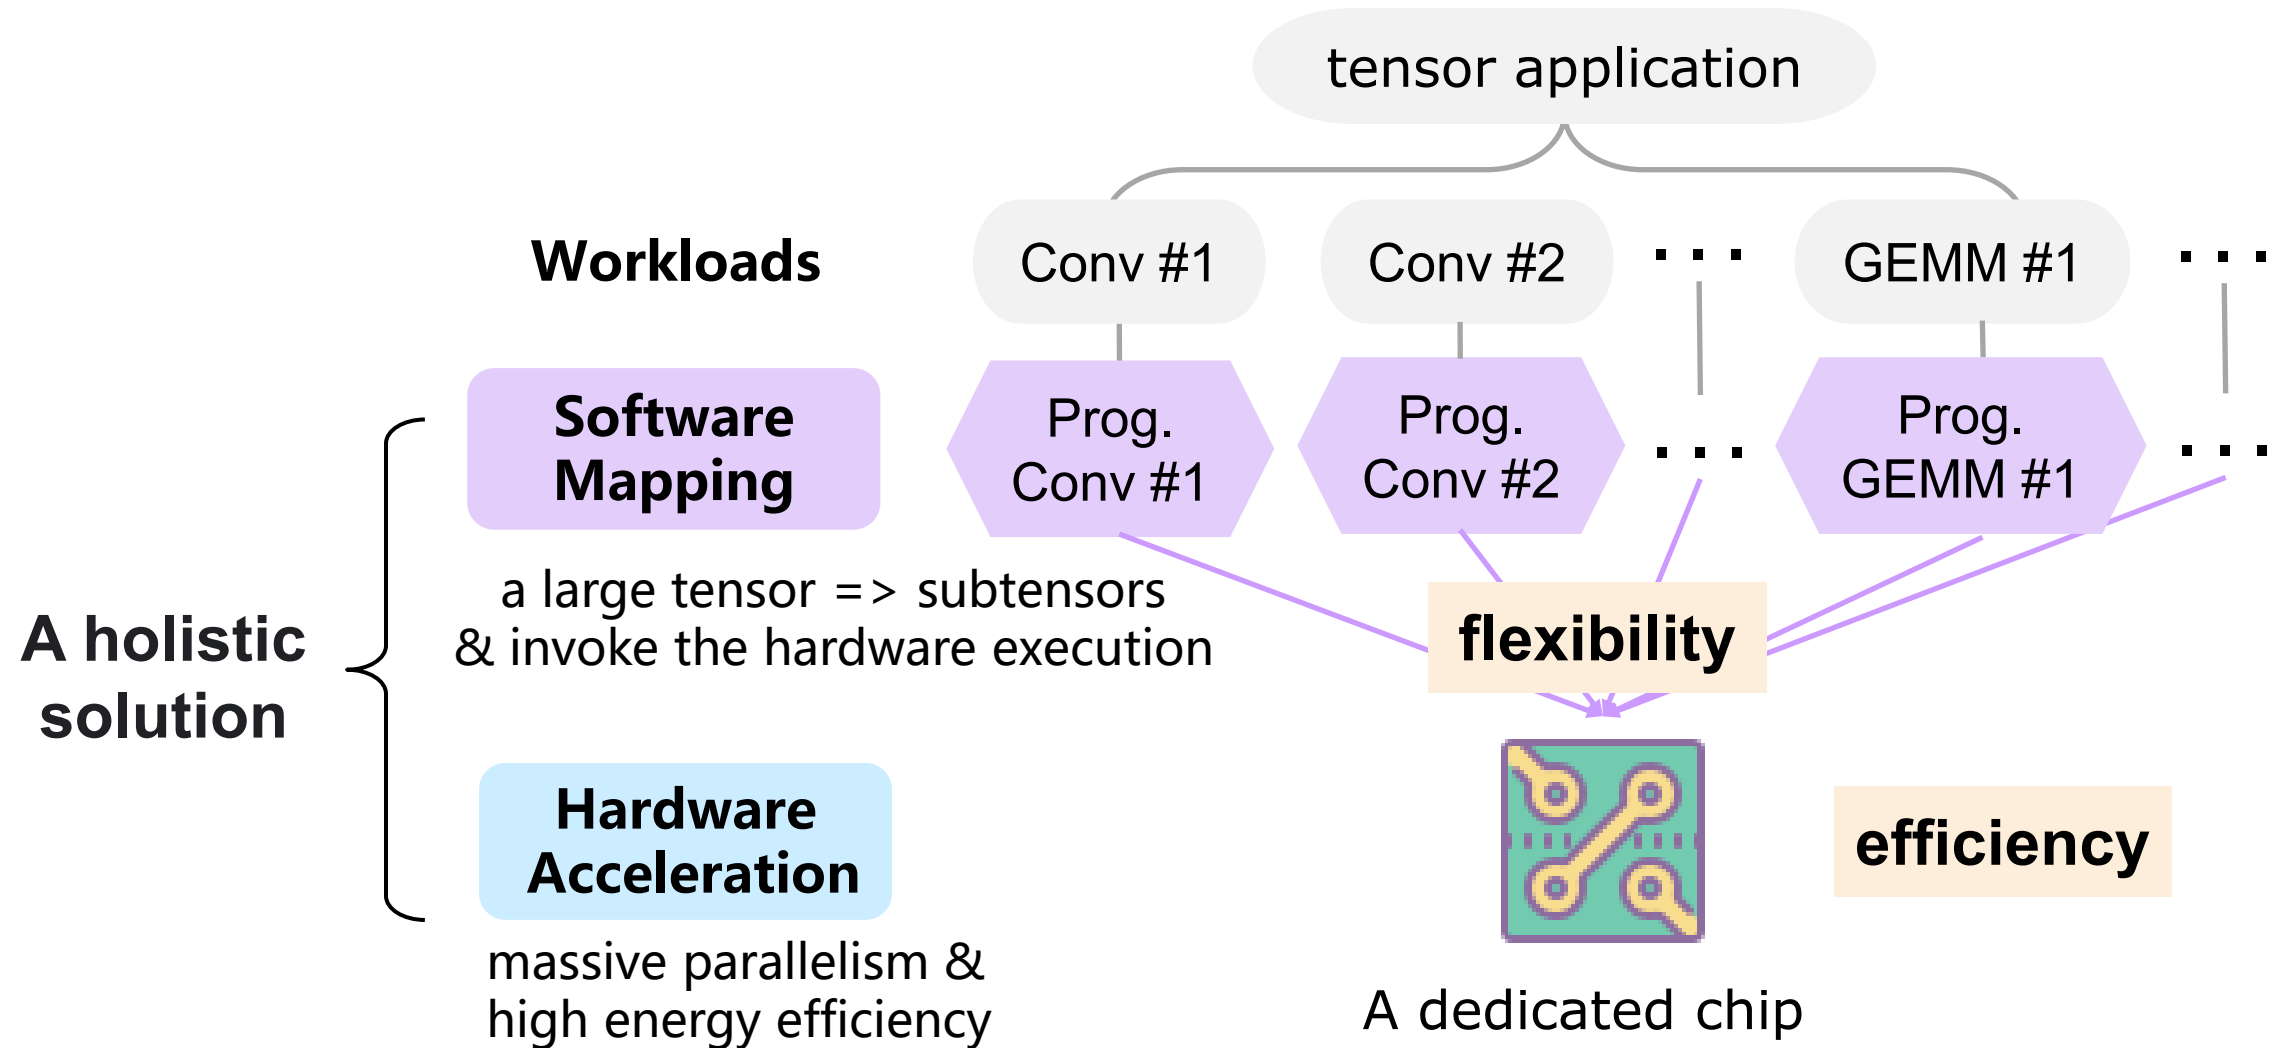 tensor application
Workloads
Conv #1
Conv #2
. . .
GEMM #1
. . .
Software
Mapping
Prog.
Conv #1
Prog.
Conv #2
. . .
Prog.
GEMM #1
. . .
a large tensor => subtensors
& invoke the hardware execution
flexibility
A holistic
solution
Hardware
Acceleration
efficiency
massive parallelism &
high energy efficiency
A dedicated chip